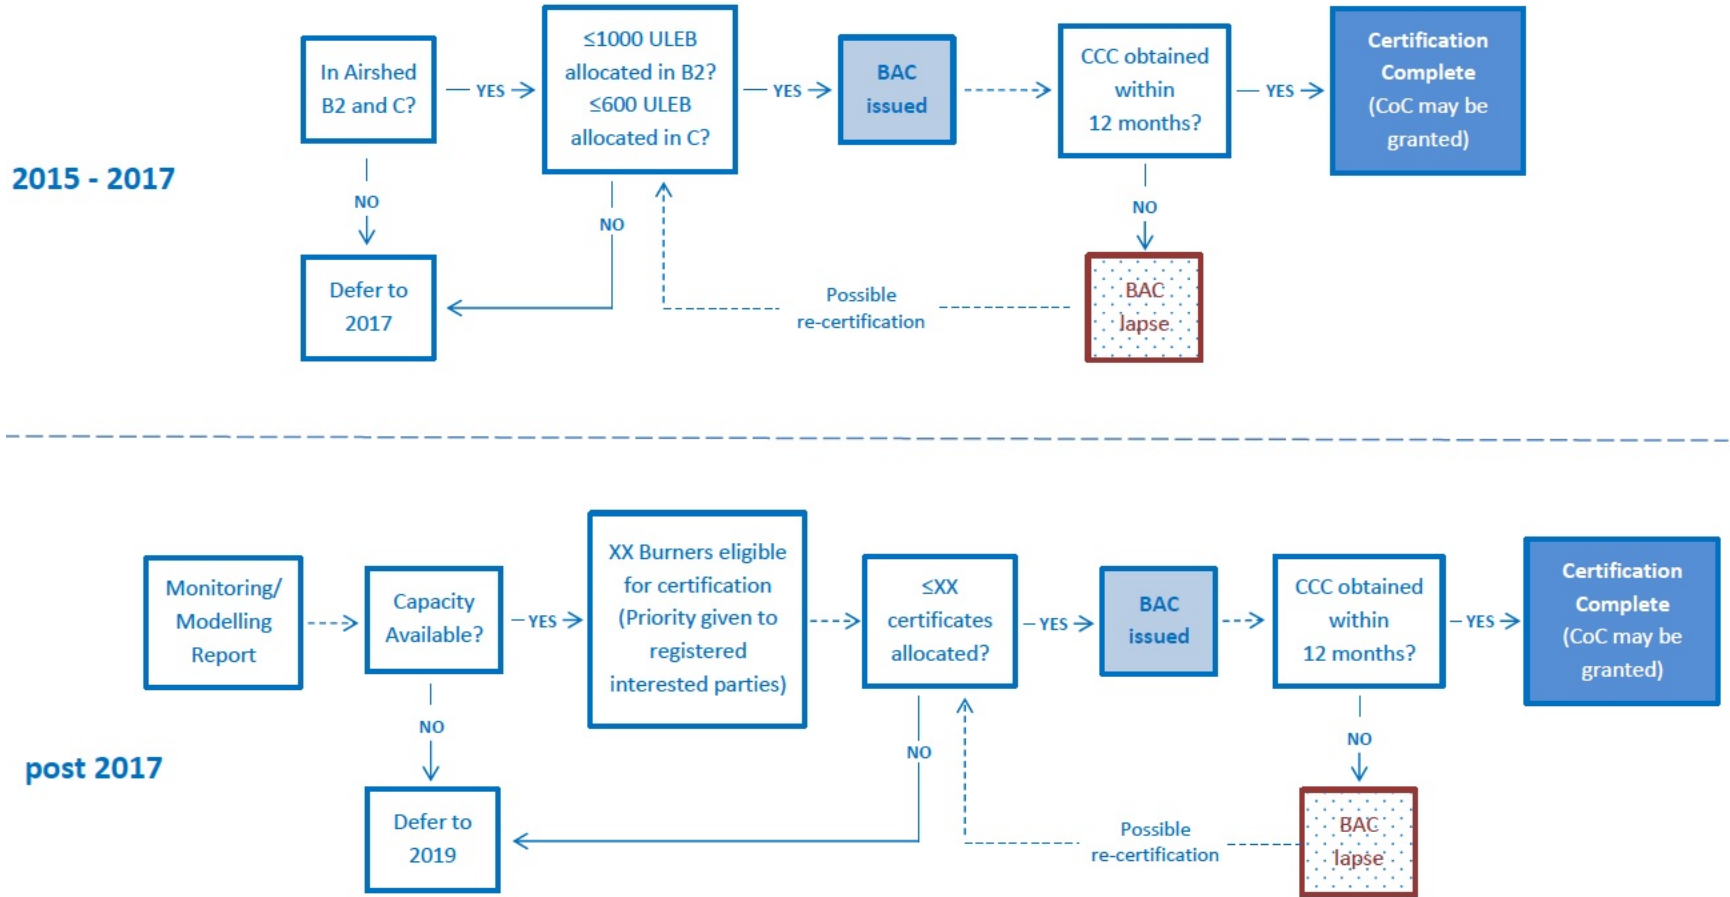 In Airshed
B2 and C?
YES
≤1000 ULEB
allocated in B2?
≤600 ULEB
allocated in C?
YES
BAC
issued
CCC obtained
within
12 months?
YES
Certification
Complete
(CoC may be
granted)
2015 - 2017
NO
NO
NO
Defer to
2017
Possible
re-certification
BAC
lapse
Monitoring/
Modelling
Report
Capacity
Available?
YES
XX Burners eligible
for certification
(Priority given to
registered
interested parties)
≤XX
certificates
allocated?
YES
BAC
issued
CCC obtained
within
12 months?
YES
Certification
Complete
(CoC may be
granted)
post 2017
NO
NO
NO
Defer to
2019
Possible
re-certification
BAC
lapse